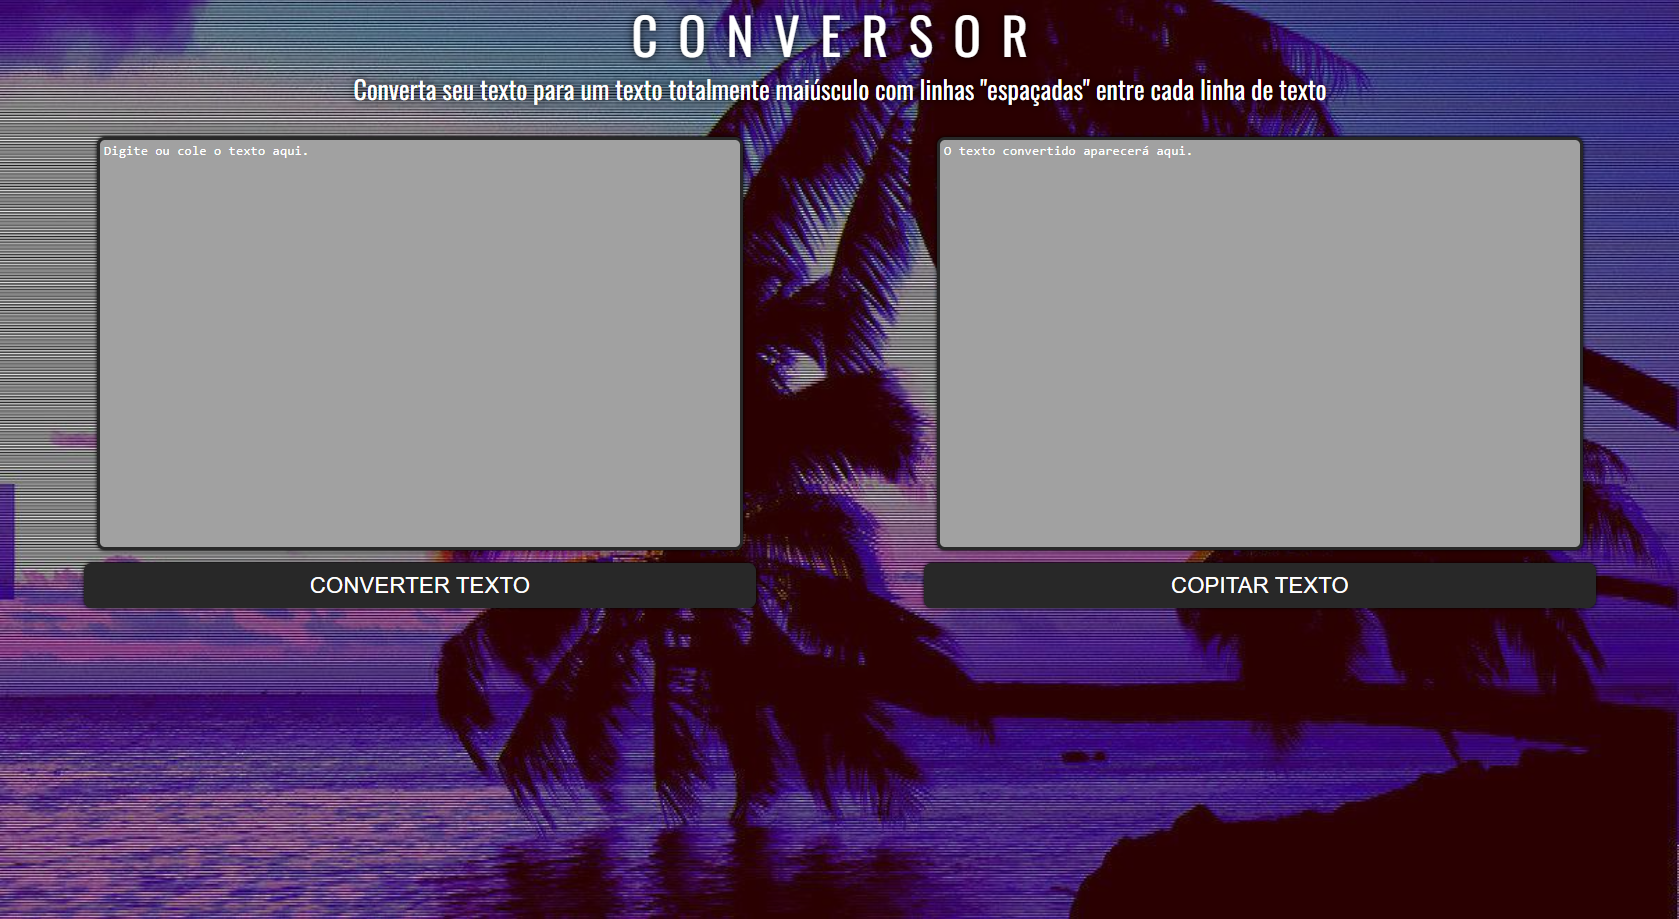 CONVERSOR
Converta seu texto para um texto totalmente maiúsculo com linhas "espaçadas" entre cada linha de texto
Digite ou cole o texto aqui.
O texto convertido aparecerá aqui.
CONVERTER TEXTO
COPITAR TEXTO